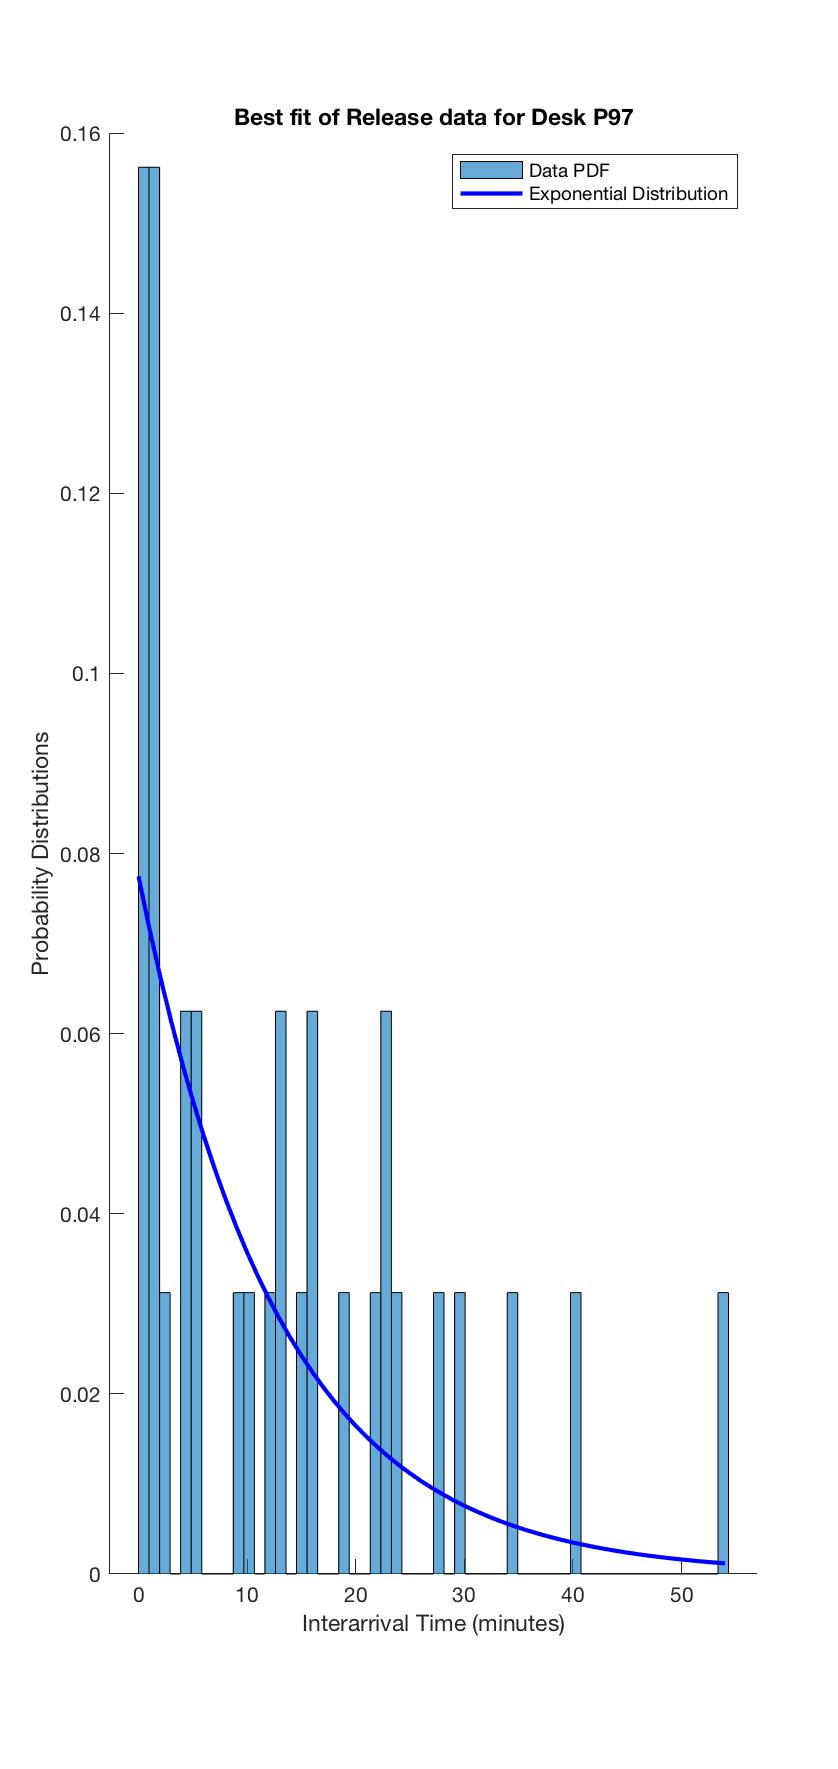 Best fit of Release data for Desk P97
Data PDF
Exponential Distribution
0.16
0.14
0.12
0.1
0.08
0.06
0.04
0.02
0
Probability Distributions
0 10 20 30 40 50
Interarrival Time (minutes)